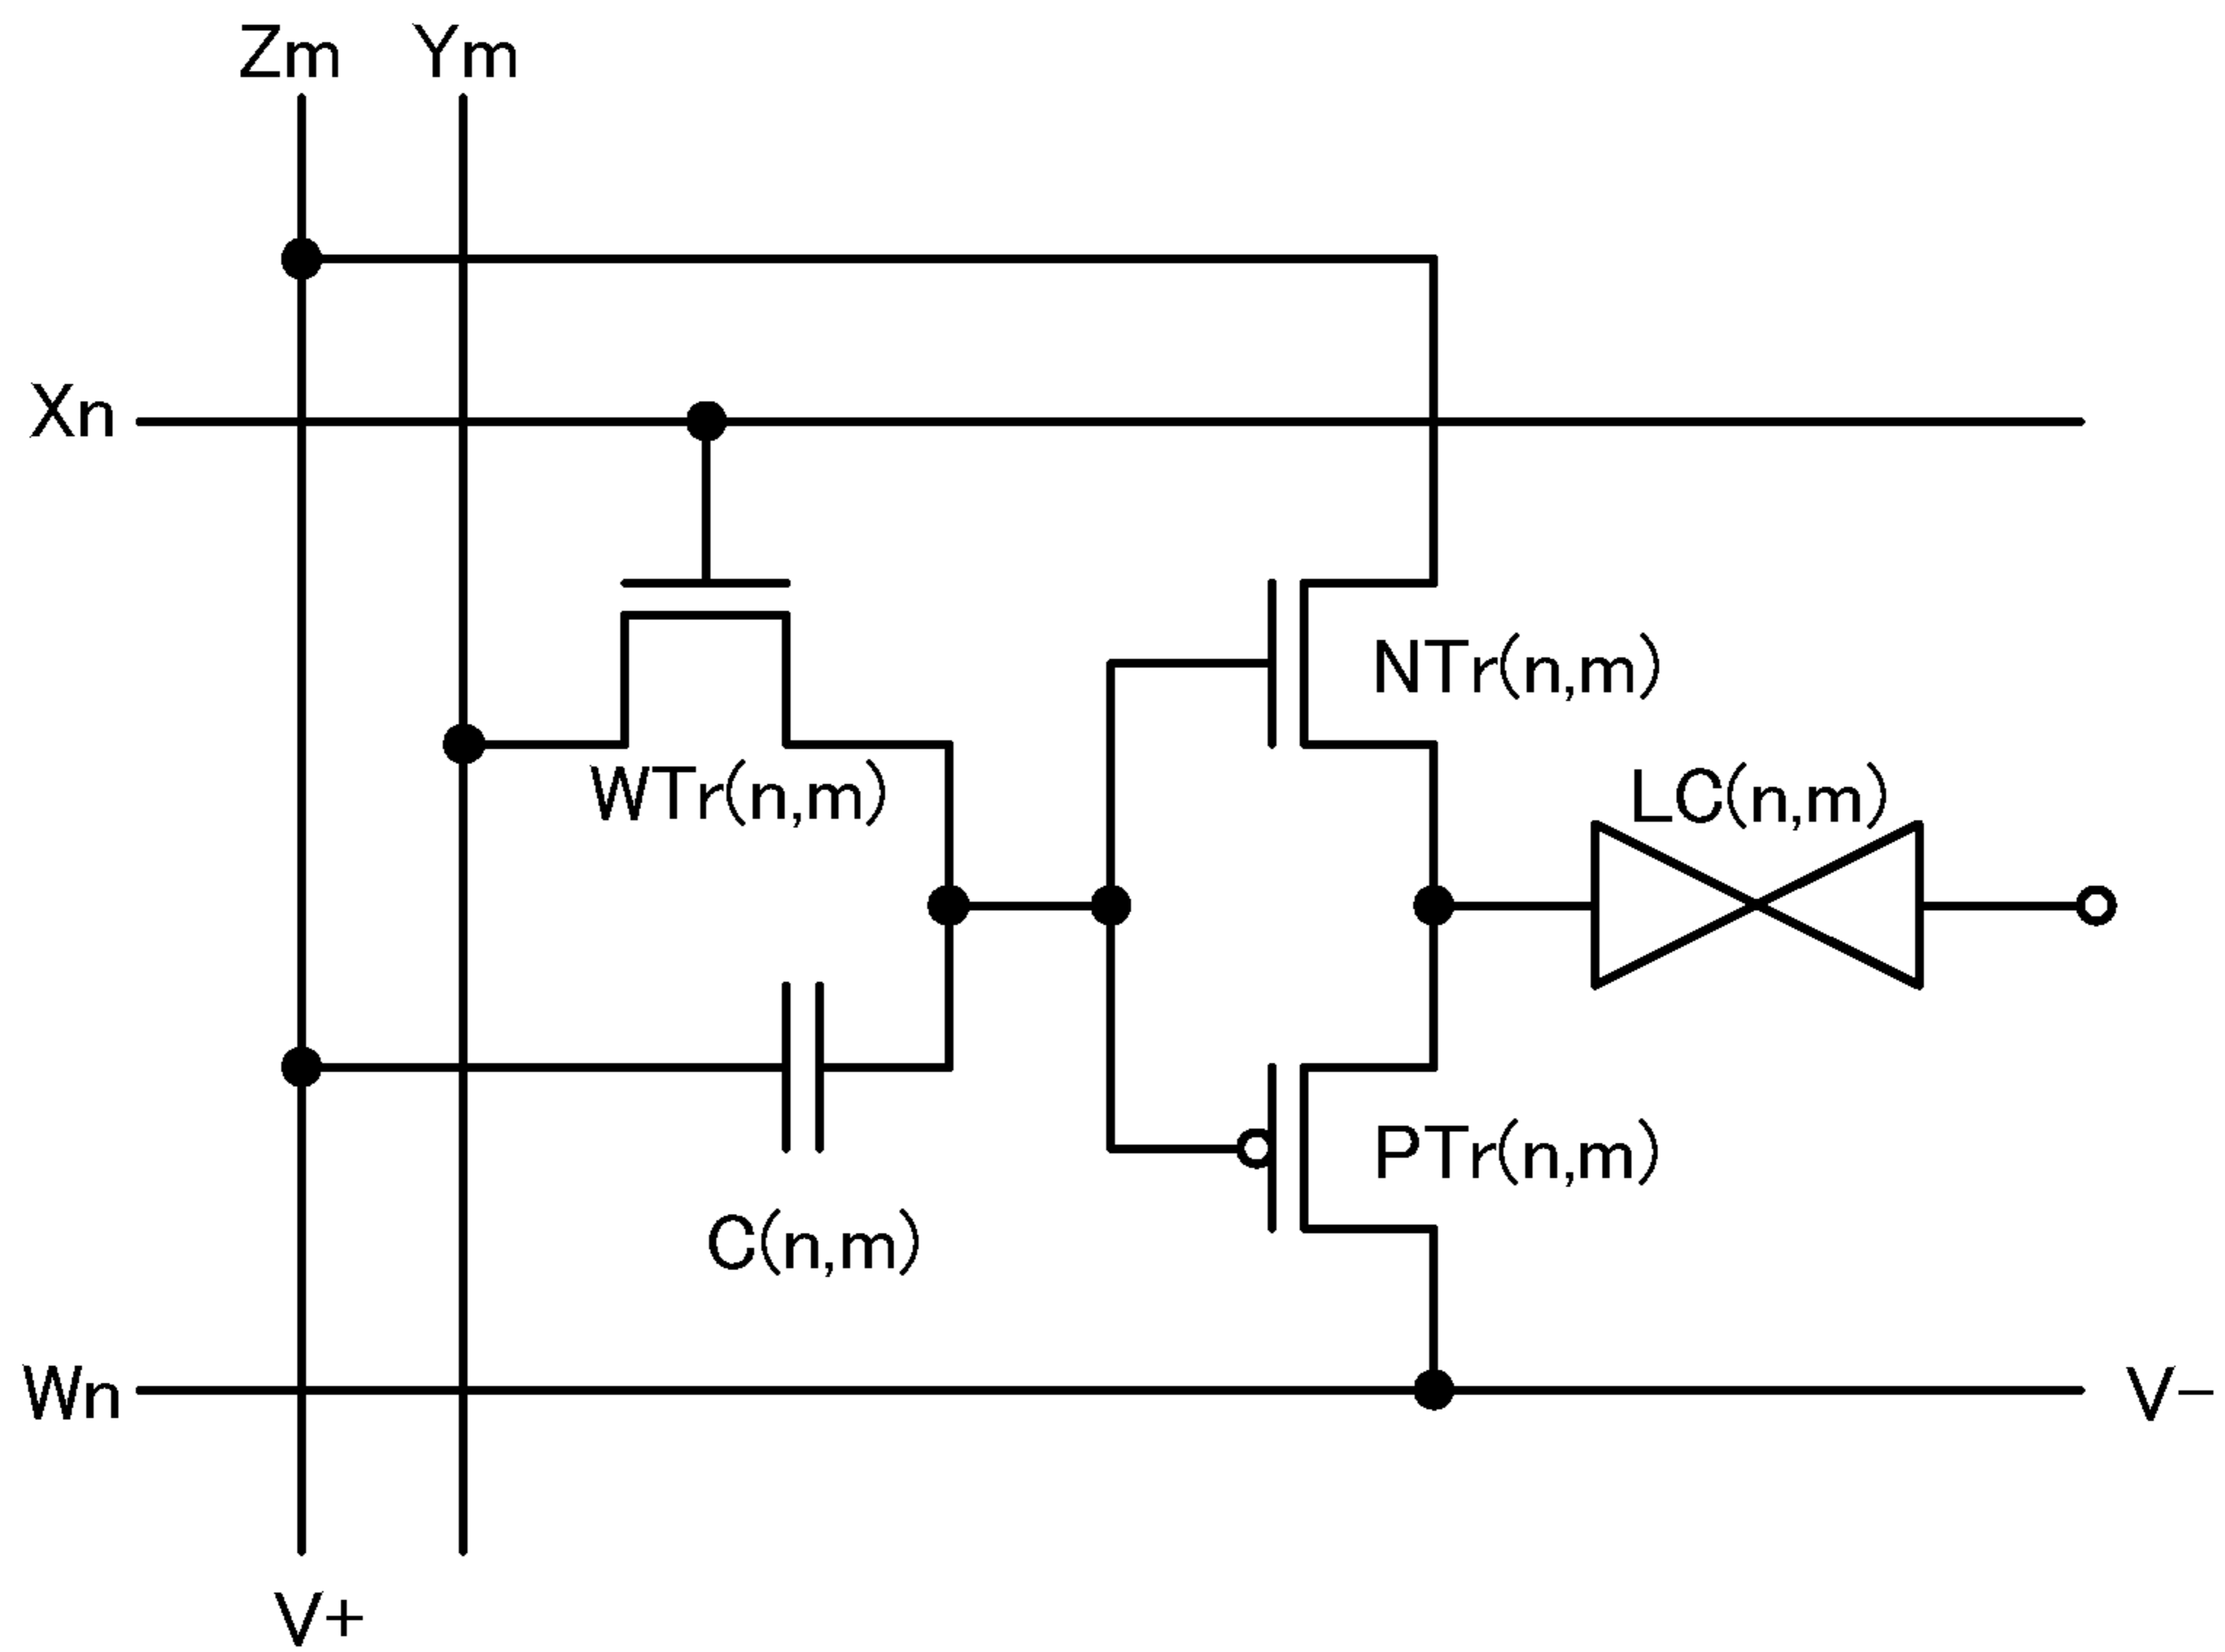 Zm Ym
Xn
NTr(n,m)
WTr(n,m)
LC(n,m)
PTr(n,m)
C(n,m)
Wn
V−
V+